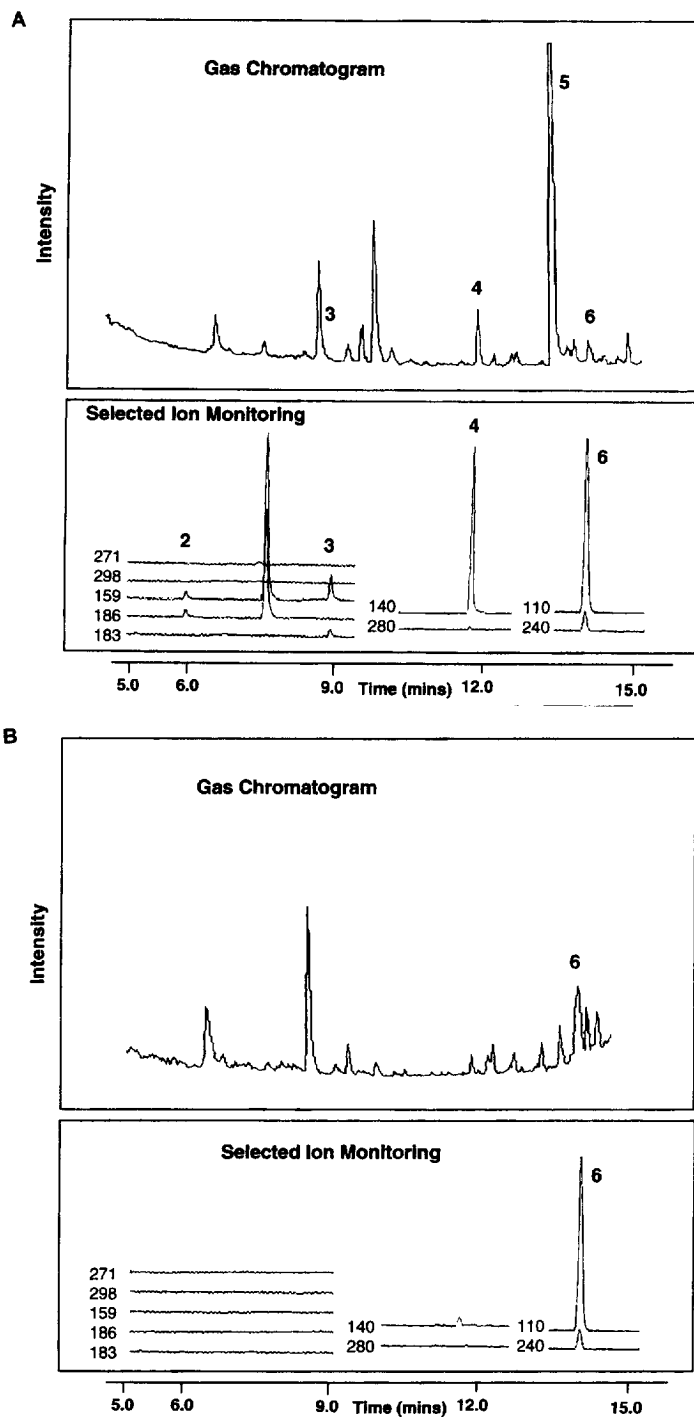 A
Gas Chromatogram
5
3
4
6
Intensity
Selected Ion Monitoring
4
6
2
3
271
298
159
186
183
140
280
110
240
5.0 6.0 9.0 Time (mins) 12.0 15.0
B
Gas Chromatogram
6
Intensity
Selected Ion Monitoring
6
271
298
159
186
183
140
280
110
240
5.0 6.0 9.0 Time (mins) 12.0 15.0